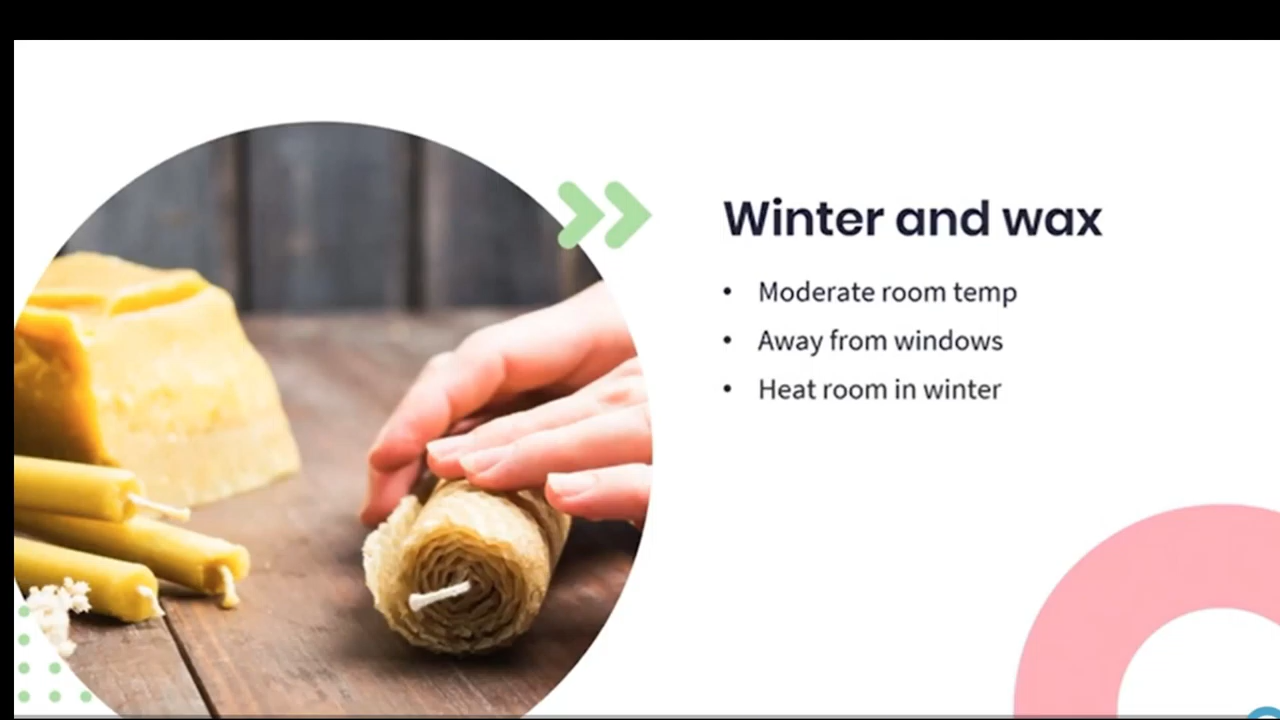 Winter and wax
• Moderate room temp
• Away from windows
• Heat room in winter